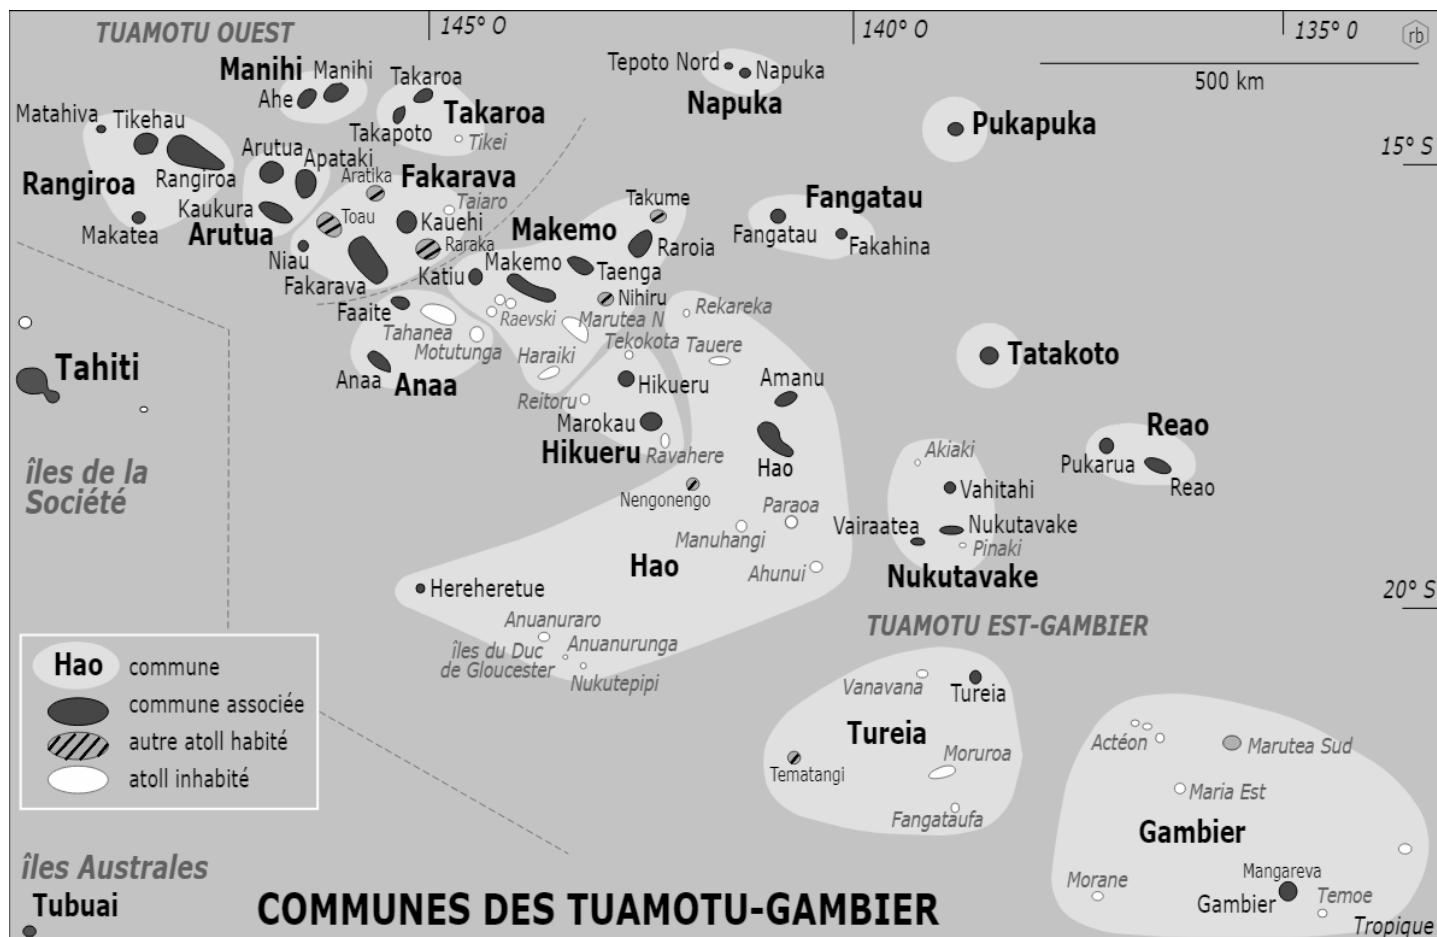 TUAMOTU OUEST
145° O
140° O
135° O
rb
500 km
Manihi
Manihi
Ahe
Takaroa
Takaroa
Takapoto
Tikei
Tepoto Nord
Napuka
Napuka
Pukapuka
15° S
Matahiva
Tikehau
Rangiroa
Rangiroa
Makatea
Arutua
Apataki
Kaukura
Arutua
Aratika
Fakarava
Taiaro
Toau
Kauehi
Raraka
Niau
Fakarava
Faaite
Tahanea
Motutunga
Anaa
Anaa
Takume
Makemo
Raroia
Katiu
Makemo
Taenga
Nihiru
Raevski
Marutea N
Haraiki
Fangatau
Fangatau
Fakahina
Rekareka
Tekokota
Tauere
Hikueru
Reitoru
Marokau
Hikueru
Ravahere
Amanu
Hao
Nengonengo
Paraoa
Manuhangi
Hao
Ahunui
Hereheretue
Anuanuraro
îles du Duc
de Gloucester
Anuanurunga
Nukutepipi
Tatakoto
Reao
Pukarua
Reao
Akiaki
Vahitahi
Vairaatea
Nukutavake
Pinaki
Nukutavake
20° S
Tahiti
îles de la
Société
TUAMOTU EST-GAMBIER
Vanavana
Tureia
Tureia
Moruroa
Tematangi
Fangataufa
Actéon
Marutea Sud
Maria Est
Gambier
Morane
Mangareva
Gambier
Temoe
Tropique
Hao
commune
commune associée
autre atoll habité
atoll inhabité
îles Australes
Tubuai
COMMUNES DES TUAMOTU-GAMBIER